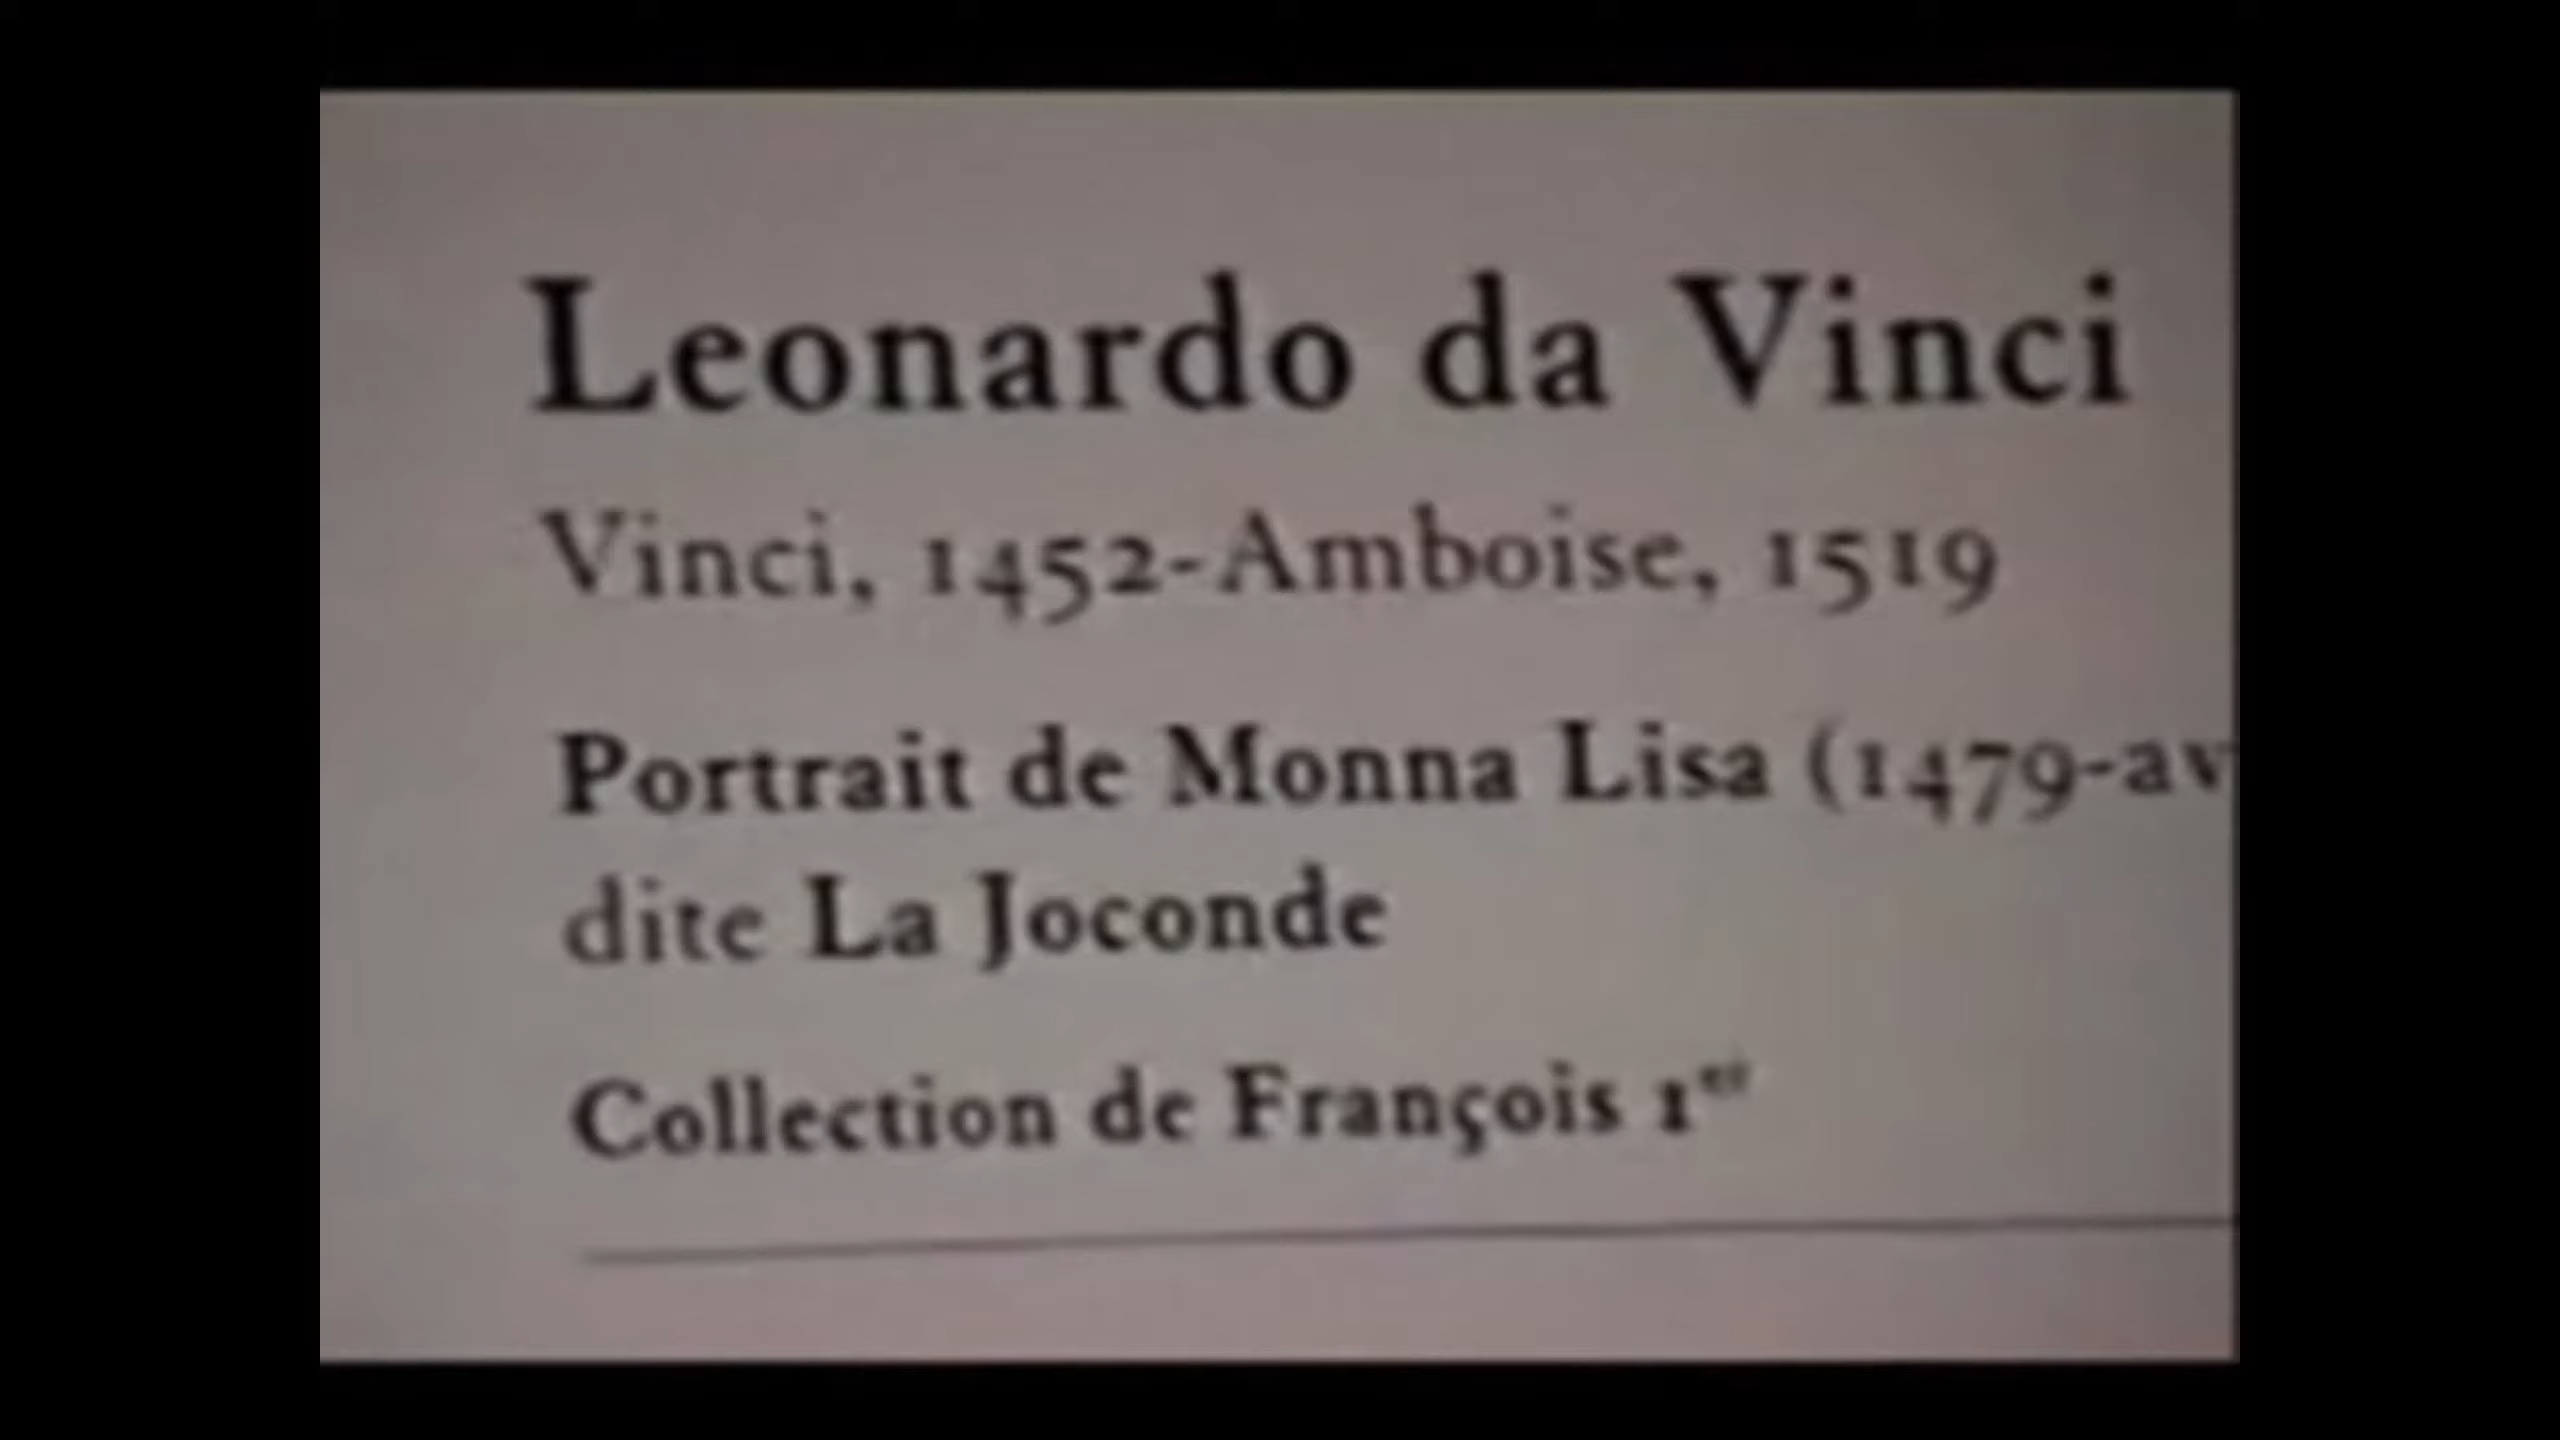 Leonardo da Vinci
Vinci, 1452-Amboise, 1519
Portrait de Monna Lisa (1479-av
dite La Joconde
Collection de François 1er